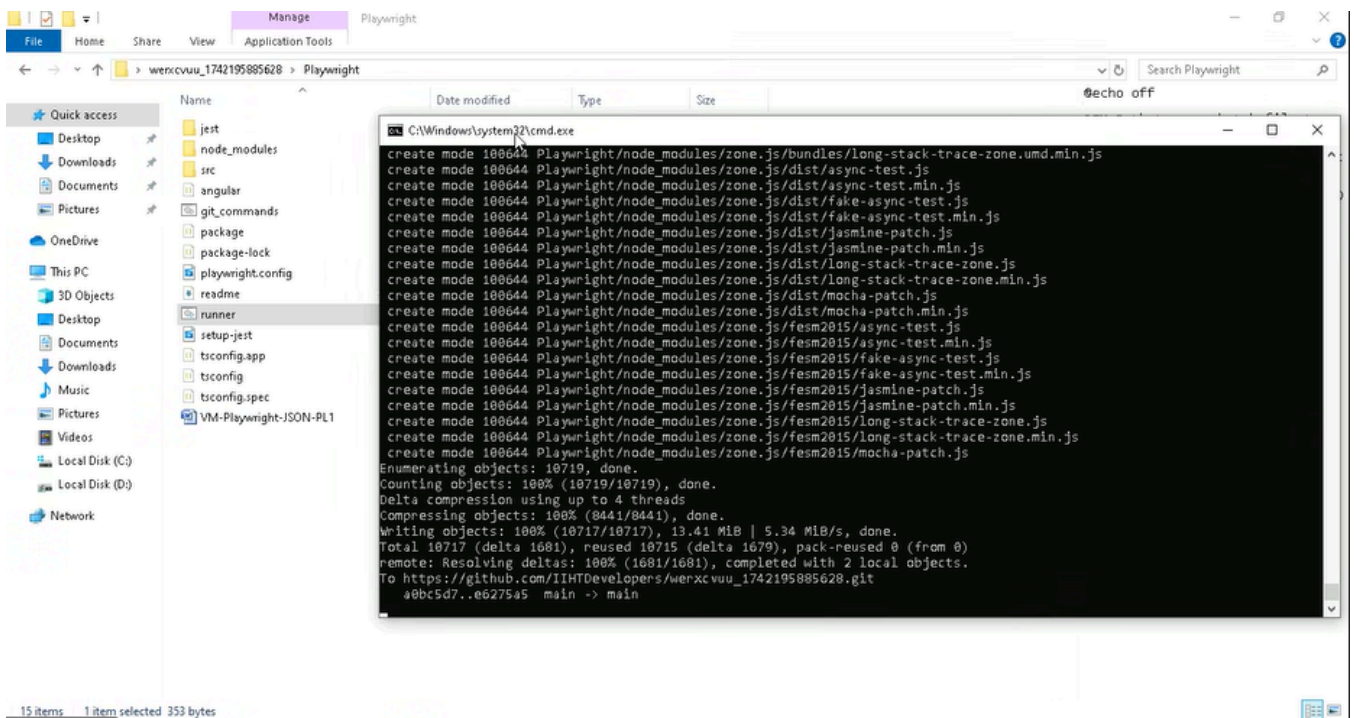 Manage
Playwright
File Home Share View Application Tools
werxcvuu_1742195885628 > Playwright
Search Playwright
@echo off
Name Date modified Type Size
Quick access
Desktop
Downloads
Documents
Pictures
OneDrive
This PC
3D Objects
Desktop
Documents
Downloads
Music
Pictures
Videos
Local Disk (C:)
Local Disk (D:)
Network
jest
node_modules
src
angular
git_commands
package
package-lock
playwright.config
readme
runner
setup-jest
tsconfig.app
tsconfig
tsconfig.spec
VM-Playwright-JSON-PL1
C:\Windows\system32\cmd.exe
create mode 100644 Playwright/node_modules/zone.js/bundles/long-stack-trace-zone.umd.min.js
create mode 100644 Playwright/node_modules/zone.js/dist/async-test.js
create mode 100644 Playwright/node_modules/zone.js/dist/async-test.min.js
create mode 100644 Playwright/node_modules/zone.js/dist/fake-async-test.js
create mode 100644 Playwright/node_modules/zone.js/dist/fake-async-test.min.js
create mode 100644 Playwright/node_modules/zone.js/dist/jasmine-patch.js
create mode 100644 Playwright/node_modules/zone.js/dist/jasmine-patch.min.js
create mode 100644 Playwright/node_modules/zone.js/dist/long-stack-trace-zone.js
create mode 100644 Playwright/node_modules/zone.js/dist/long-stack-trace-zone.min.js
create mode 100644 Playwright/node_modules/zone.js/dist/mocha-patch.js
create mode 100644 Playwright/node_modules/zone.js/dist/mocha-patch.min.js
create mode 100644 Playwright/node_modules/zone.js/fesm2015/async-test.js
create mode 100644 Playwright/node_modules/zone.js/fesm2015/async-test.min.js
create mode 100644 Playwright/node_modules/zone.js/fesm2015/fake-async-test.js
create mode 100644 Playwright/node_modules/zone.js/fesm2015/fake-async-test.min.js
create mode 100644 Playwright/node_modules/zone.js/fesm2015/jasmine-patch.js
create mode 100644 Playwright/node_modules/zone.js/fesm2015/jasmine-patch.min.js
create mode 100644 Playwright/node_modules/zone.js/fesm2015/long-stack-trace-zone.js
create mode 100644 Playwright/node_modules/zone.js/fesm2015/long-stack-trace-zone.min.js
create mode 100644 Playwright/node_modules/zone.js/fesm2015/mocha-patch.js
Enumerating objects: 10719, done.
Counting objects: 100% (10719/10719), done.
Delta compression using up to 4 threads
Compressing objects: 100% (8441/8441), done.
Writing objects: 100% (10717/10717), 13.41 MiB | 5.34 MiB/s, done.
Total 10717 (delta 1681), reused 10715 (delta 1679), pack-reused 0 (from 0)
remote: Resolving deltas: 100% (1681/1681), completed with 2 local objects.
To https://github.com/IIHTDevelopers/werxcvuu_1742195885628.git
a0bc5d7..e6275a5 main -> main
15 items 1 item selected 353 bytes